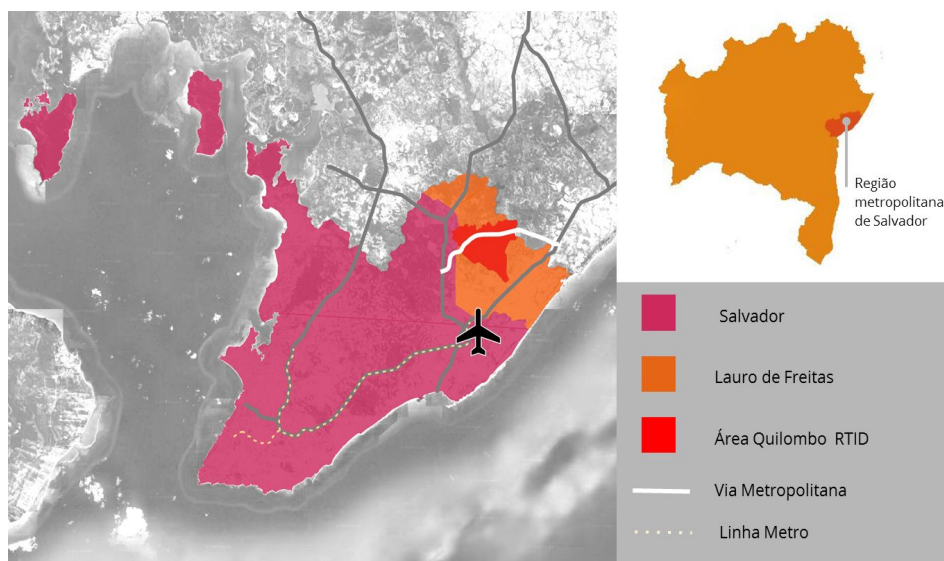 Região
metropolitana
de Salvador
Salvador
Lauro de Freitas
Área Quilombo RTID
Via Metropolitana
Linha Metro